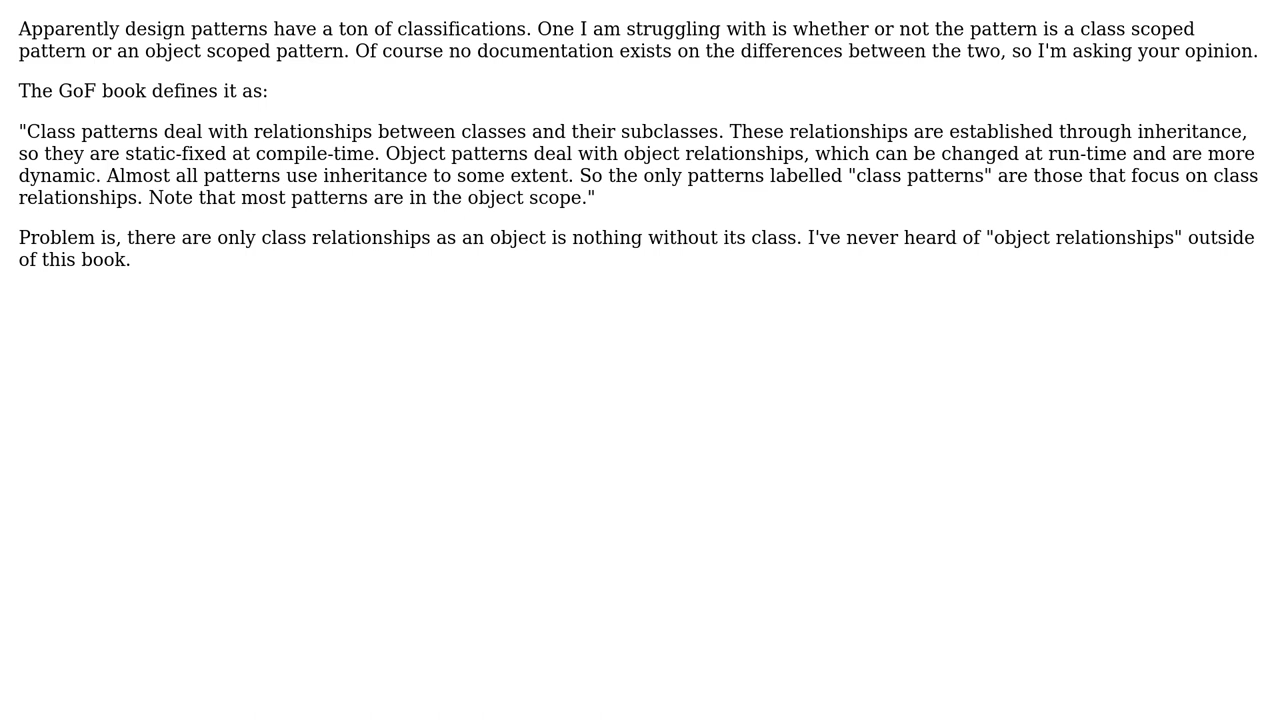 Apparently design patterns have a ton of classifications. One I am struggling with is whether or not the pattern is a class scoped
pattern or an object scoped pattern. Of course no documentation exists on the differences between the two, so I'm asking your opinion.
The GoF book defines it as:
"Class patterns deal with relationships between classes and their subclasses. These relationships are established through inheritance,
so they are static-fixed at compile-time. Object patterns deal with object relationships, which can be changed at run-time and are more
dynamic. Almost all patterns use inheritance to some extent. So the only patterns labelled "class patterns" are those that focus on class
relationships. Note that most patterns are in the object scope."
Problem is, there are only class relationships as an object is nothing without its class. I've never heard of "object relationships" outside
of this book.